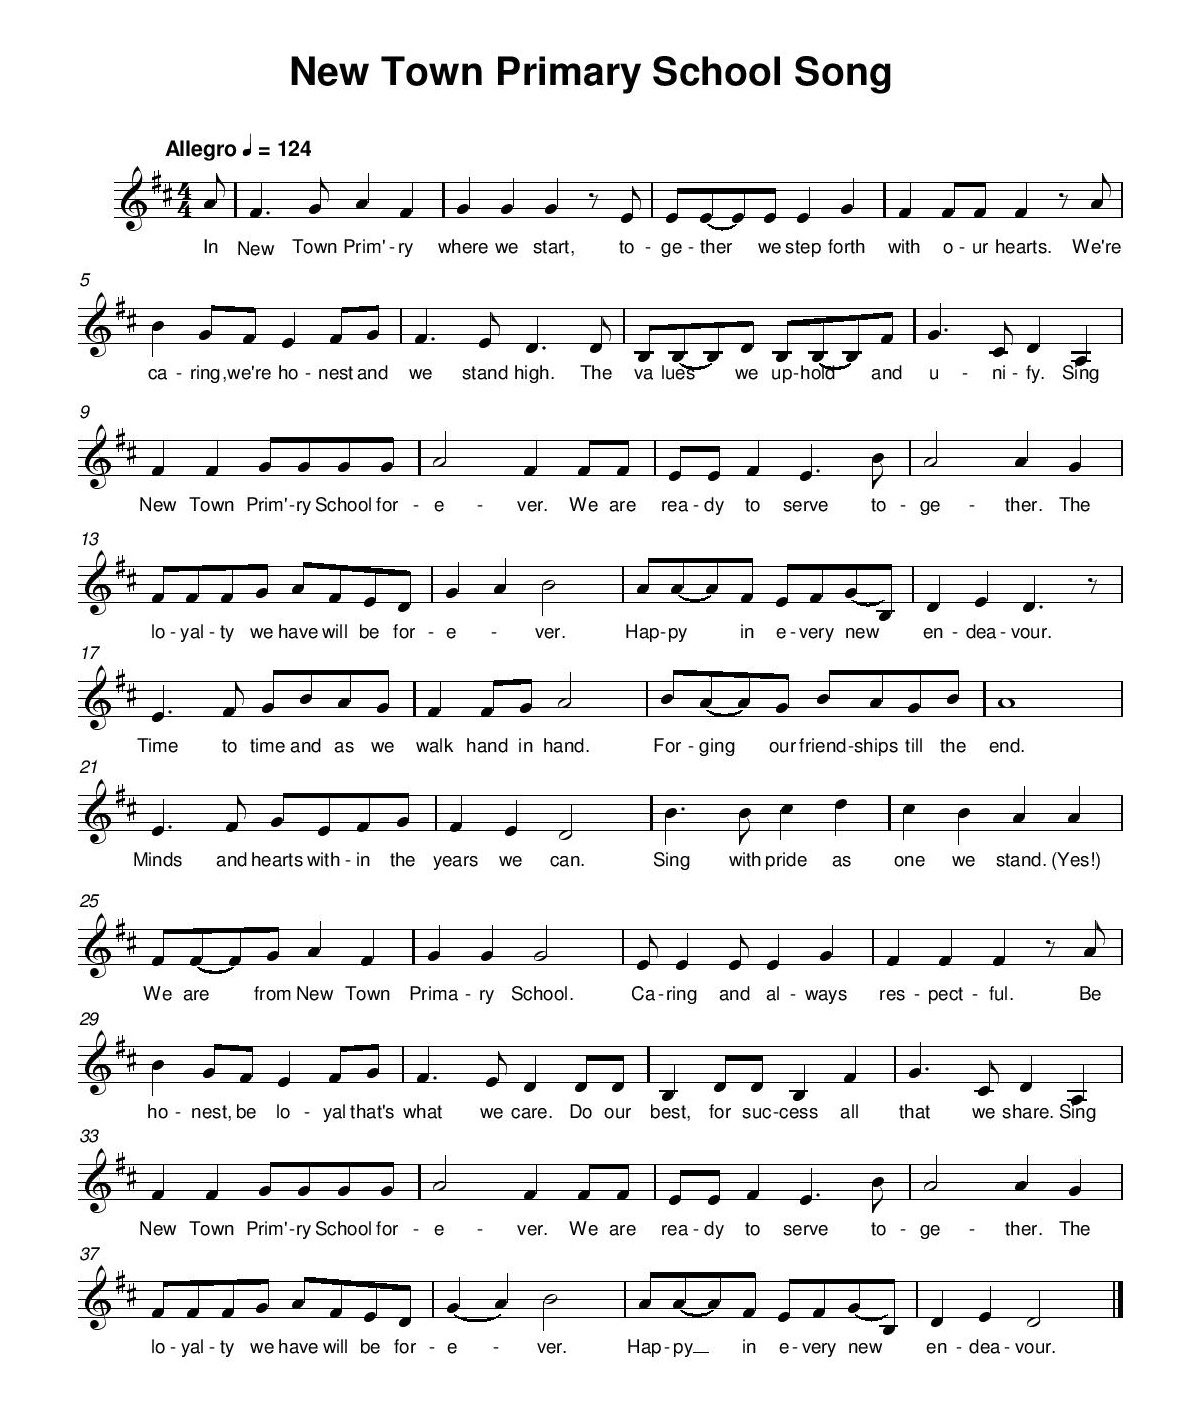 New Town Primary School Song
Allegro ♩ = 124
4
4
In New Town Prim'-ry where we start, to - ge - ther we step forth with o - ur hearts. We're
5
ca - ring,we're ho - nest and we stand high. The va lues we up-hold and u - ni - fy. Sing
9
New Town Prim'-ry School for - e - ver. We are rea - dy to serve to - ge - ther. The
13
lo - yal - ty we have will be for - e - ver. Hap-py in e - very new en - dea - vour.
17
Time to time and as we walk hand in hand. For - ging our friend-ships till the end.
21
Minds and hearts with - in the years we can. Sing with pride as one we stand. (Yes!)
25
We are from New Town Prima - ry School. Ca-ring and al - ways res - pect - ful. Be
29
ho - nest, be lo - yal that's what we care. Do our best, for suc-cess all that we share. Sing
33
New Town Prim'-ry School for - e - ver. We are rea - dy to serve to - ge - ther. The
37
lo - yal - ty we have will be for - e - ver. Hap-py__ in e - very new en - dea - vour.